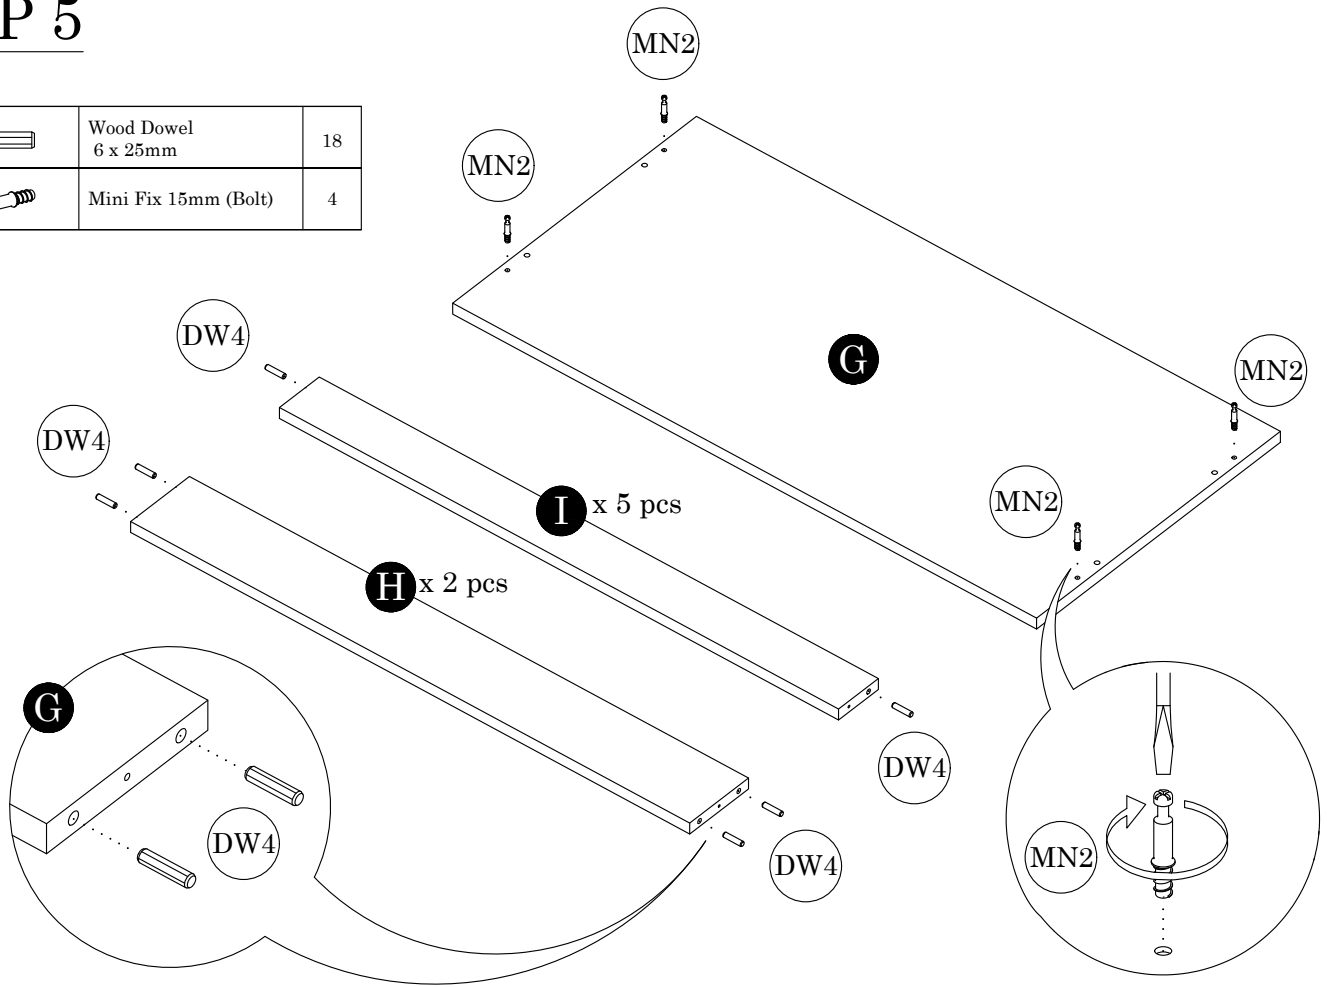 P 5
Wood Dowel
6 x 25mm
18
Mini Fix 15mm (Bolt)
4
MN2
MN2
G
MN2
MN2
DW4
DW4
I x 5 pcs
H x 2 pcs
G
DW4
DW4
DW4
MN2